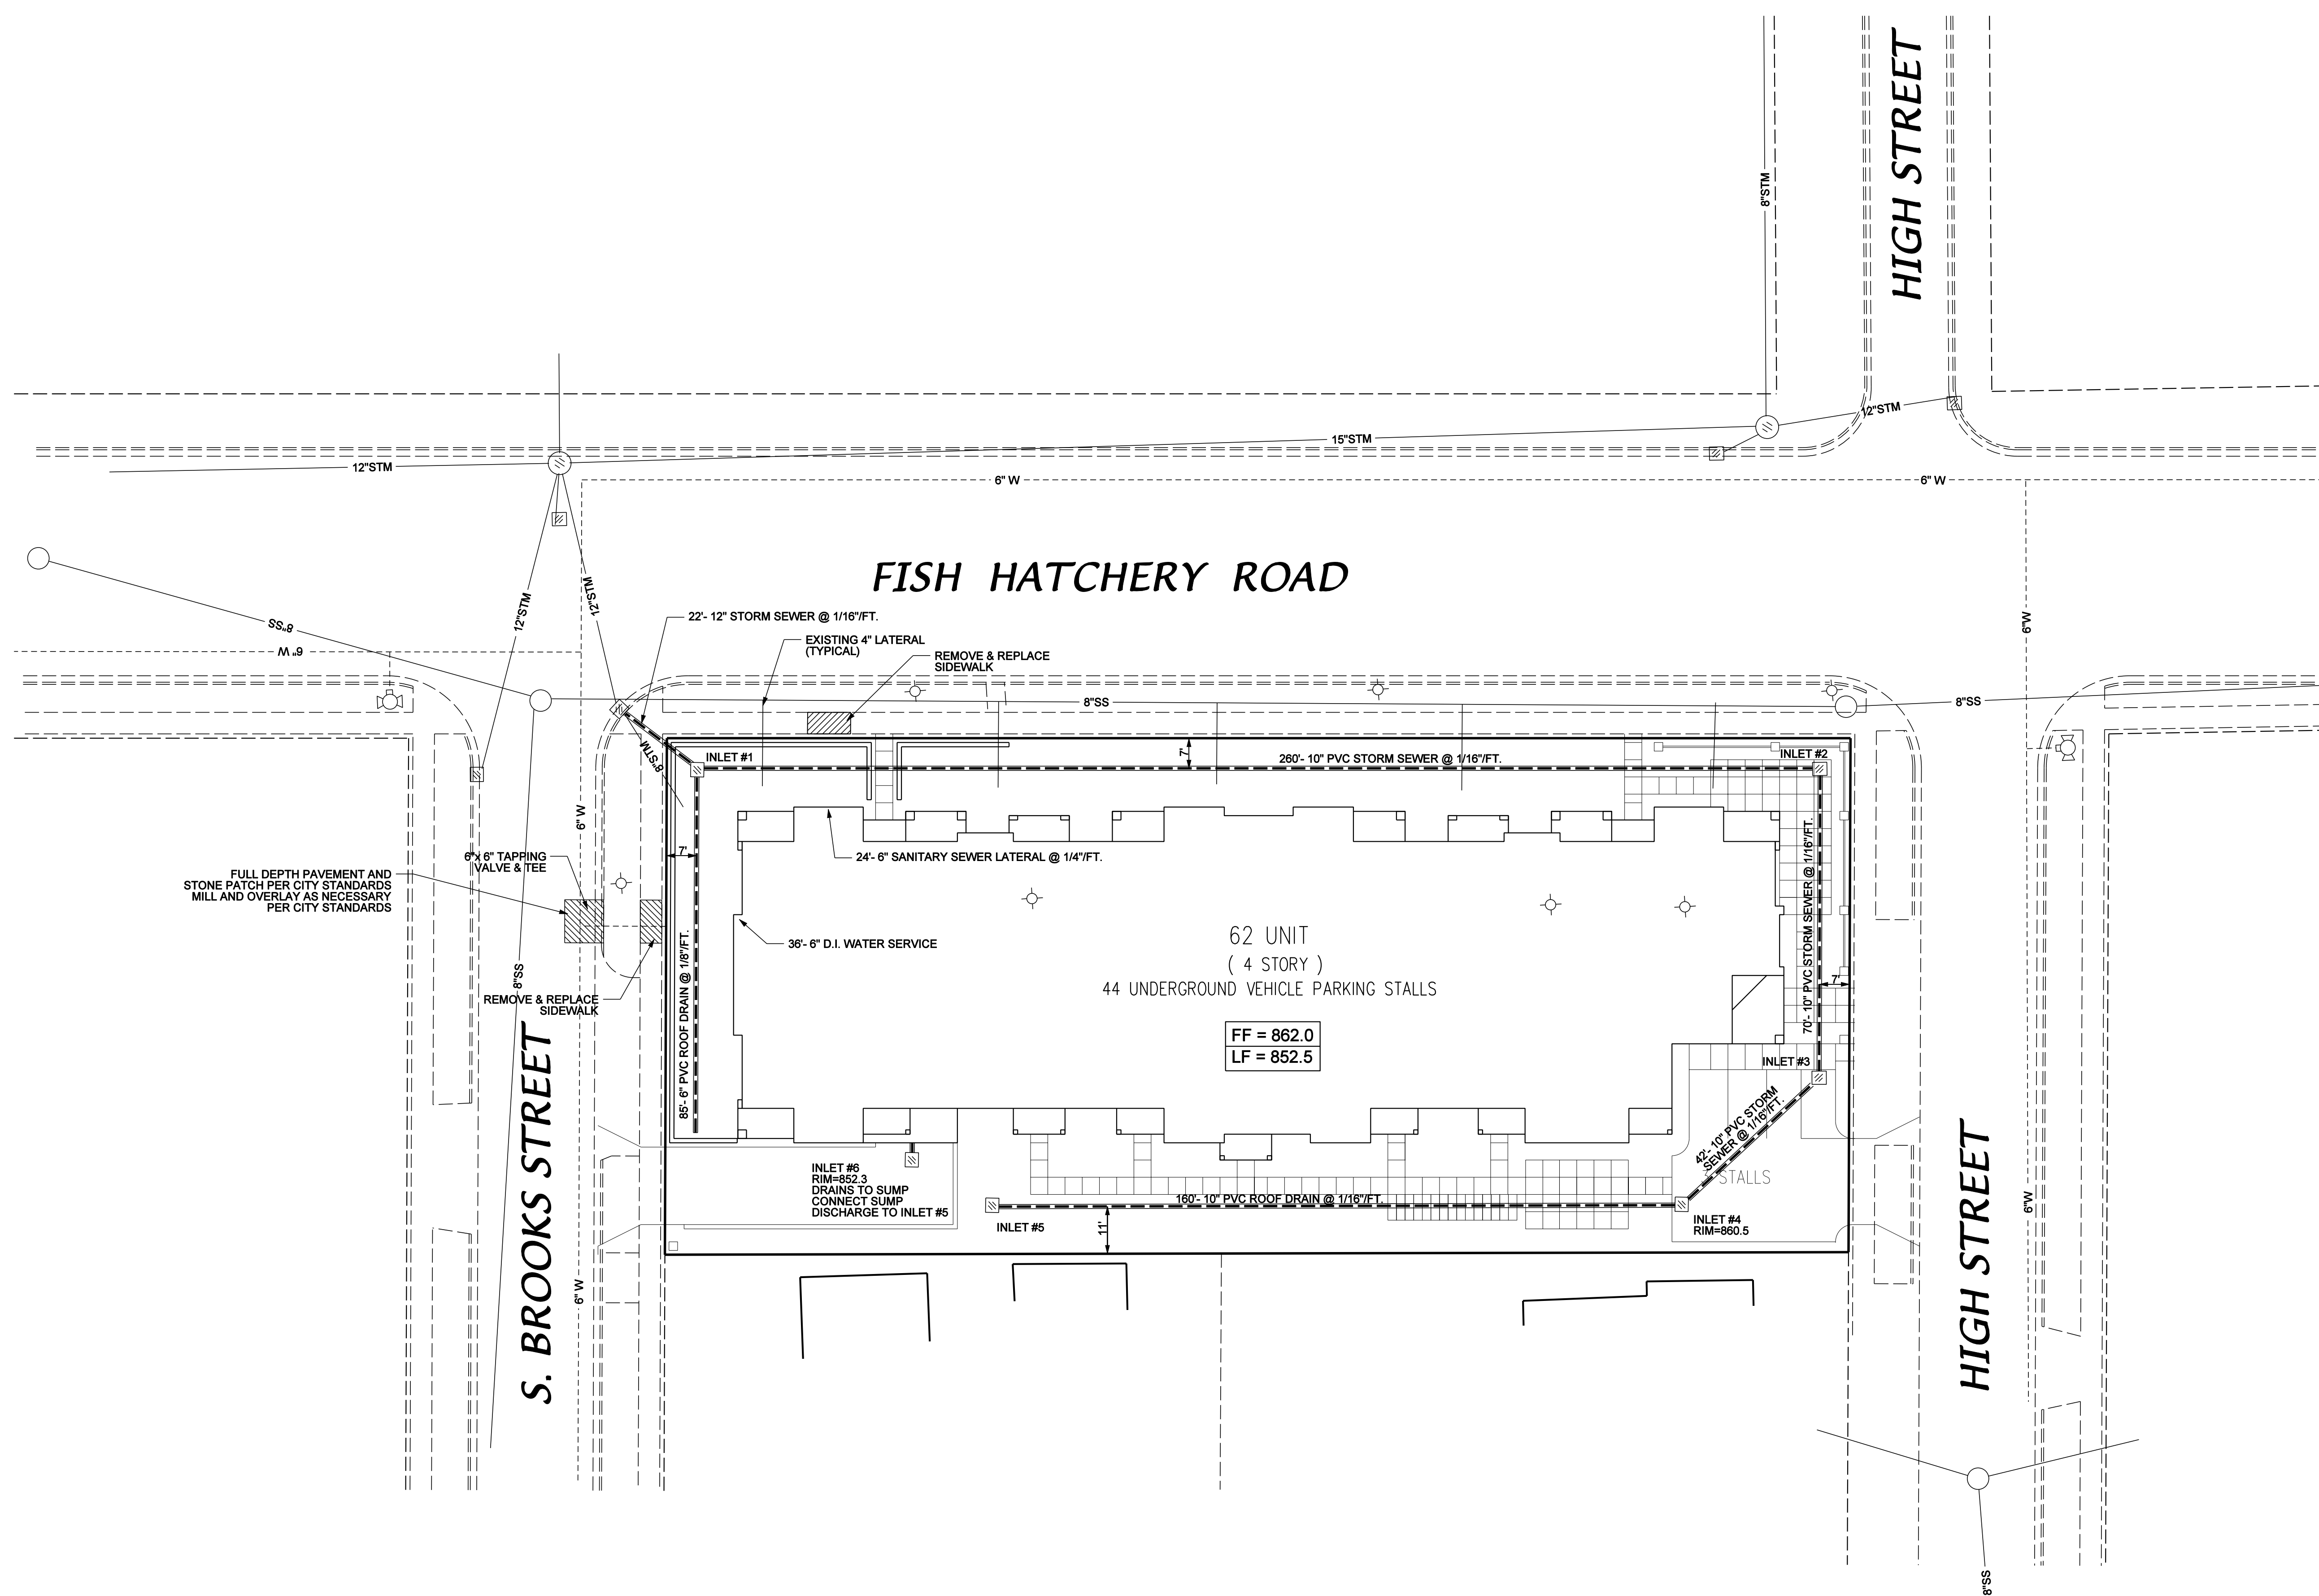 HIGH STREET
8"STM
12"STM
15"STM
12"STM
6" W
6" W
FISH HATCHERY ROAD
12"STM
12"STM
8"SS
6" W
6"W
22'- 12" STORM SEWER @ 1/16"/FT.
EXISTING 4" LATERAL
(TYPICAL)
REMOVE & REPLACE
SIDEWALK
8"SS
8"SS
8"STM
INLET #1
7'
260'- 10" PVC STORM SEWER @ 1/16"/FT.
INLET #2
6" W
7'
24'- 6" SANITARY SEWER LATERAL @ 1/4"/FT.
6"x 6" TAPPING
VALVE & TEE
FULL DEPTH PAVEMENT AND
STONE PATCH PER CITY STANDARDS
MILL AND OVERLAY AS NECESSARY
PER CITY STANDARDS
36'- 6" D.I. WATER SERVICE
85'- 6" PVC ROOF DRAIN @ 1/8"/FT.
70'- 10" PVC STORM SEWER @ 1/16"/FT.
7'
62 UNIT
( 4 STORY )
44 UNDERGROUND VEHICLE PARKING STALLS
FF = 862.0
LF = 852.5
8"SS
REMOVE & REPLACE
SIDEWALK
S. BROOKS STREET
INLET #3
42'- 10" PVC STORM
SEWER @ 1/16"/FT.
STALLS
INLET #6
RIM=852.3
DRAINS TO SUMP
CONNECT SUMP
DISCHARGE TO INLET #5
160'- 10" PVC ROOF DRAIN @ 1/16"/FT.
INLET #5
11'
INLET #4
RIM=860.5
6" W
6"W
HIGH STREET
8"SS